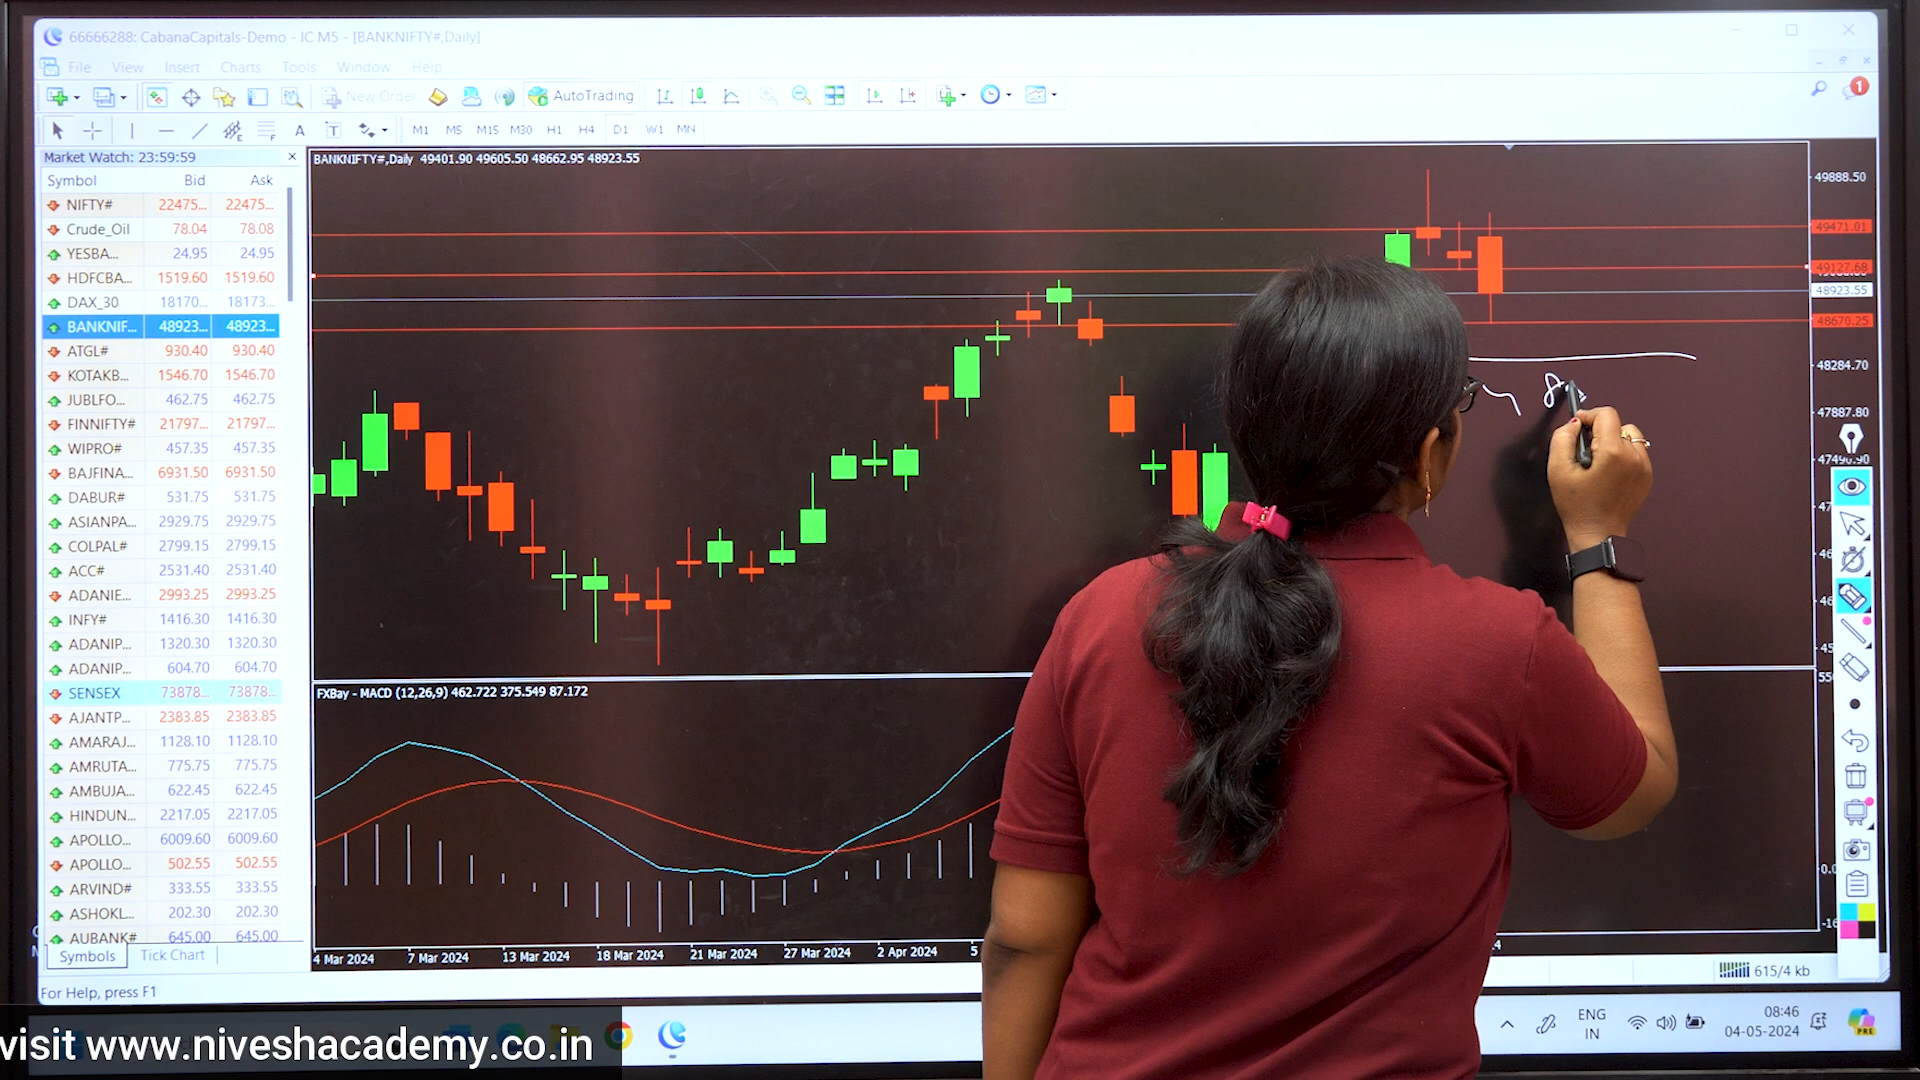 66666288: CabanaCapitals-Demo - IC M5 - [BANKNIFTY#,Daily]
File View Insert Charts Tools Window Help
New Order AutoTrading 1
A T M1 M5 M15 M30 H1 H4 D1 W1 MN
Market Watch: 23:59:59
Symbol Bid Ask
NIFTY# 22475... 22475...
Crude_Oil 78.04 78.08
YESBA... 24.95 24.95
HDFCBA... 1519.60 1519.60
DAX_30 18170... 18173...
BANKNIF... 48923... 48923...
ATGL# 930.40 930.40
KOTAKB... 1546.70 1546.70
JUBLFO... 462.75 462.75
FINNIFTY# 21797... 21797...
WIPRO# 457.35 457.35
BAJFINA... 6931.50 6931.50
DABUR# 531.75 531.75
ASIANPA... 2929.75 2929.75
COLPAL# 2799.15 2799.15
ACC# 2531.40 2531.40
ADANIE... 2993.25 2993.25
INFY# 1416.30 1416.30
ADANIP... 1320.30 1320.30
ADANIP... 604.70 604.70
SENSEX 73878... 73878...
AJANTP... 2383.85 2383.85
AMARAJ... 1128.10 1128.10
AMRUTA... 775.75 775.75
AMBUJA... 622.45 622.45
HINDUN... 2217.05 2217.05
APOLLO... 6009.60 6009.60
APOLLO... 502.55 502.55
ARVIND# 333.55 333.55
ASHOKL... 202.30 202.30
AUBANK# 645.00 645.00
Symbols Tick Chart
For Help, press F1
BANKNIFTY#,Daily 49401.90 49605.50 48662.95 48923.55
49888.50
49471.01
49127.68
48923.55
48670.25
48284.70
47887.80
47490.90
FXBay - MACD (12,26,9) 462.722 375.549 87.172
4 Mar 2024 7 Mar 2024 13 Mar 2024 18 Mar 2024 21 Mar 2024 27 Mar 2024 2 Apr 2024
615/4 kb
visit www.niveshacademy.co.in
ENG
IN
08:46
04-05-2024
PRE